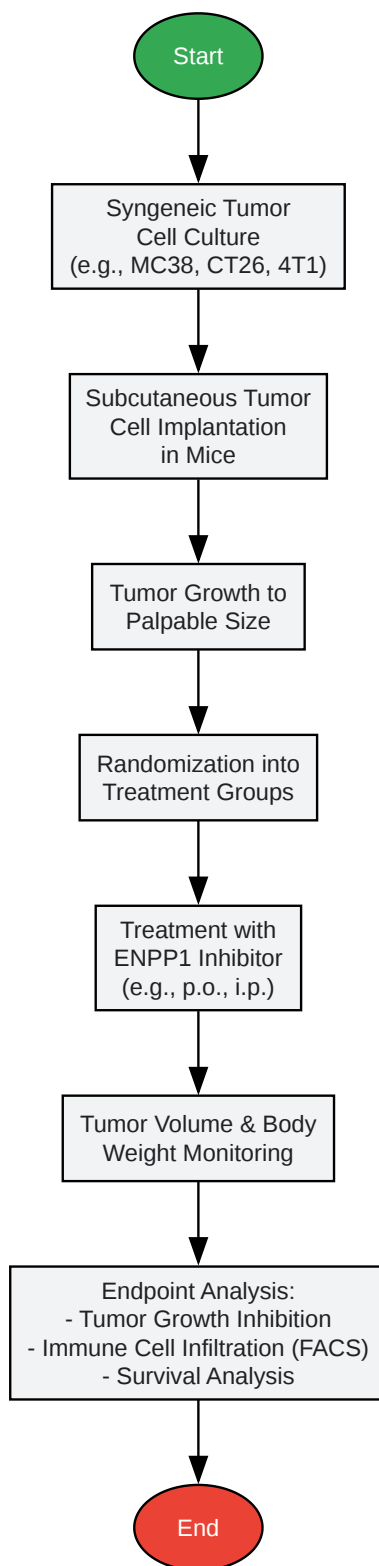 Start
Syngeneic Tumor
Cell Culture
(e.g., MC38, CT26, 4T1)
Subcutaneous Tumor
Cell Implantation
in Mice
Tumor Growth to
Palpable Size
Randomization into
Treatment Groups
Treatment with
ENPP1 Inhibitor
(e.g., p.o., i.p.)
Tumor Volume & Body
Weight Monitoring
Endpoint Analysis:
- Tumor Growth Inhibition
- Immune Cell Infiltration (FACS)
- Survival Analysis
End